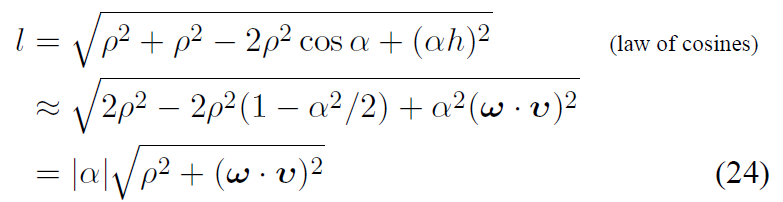 l = √(ρ² + ρ² − 2ρ² cos α + (αh)²) (law of cosines)
≈ √(2ρ² − 2ρ²(1 − α²/2) + α²(ω · υ)²)
= |α|√(ρ² + (ω · υ)²) (24)